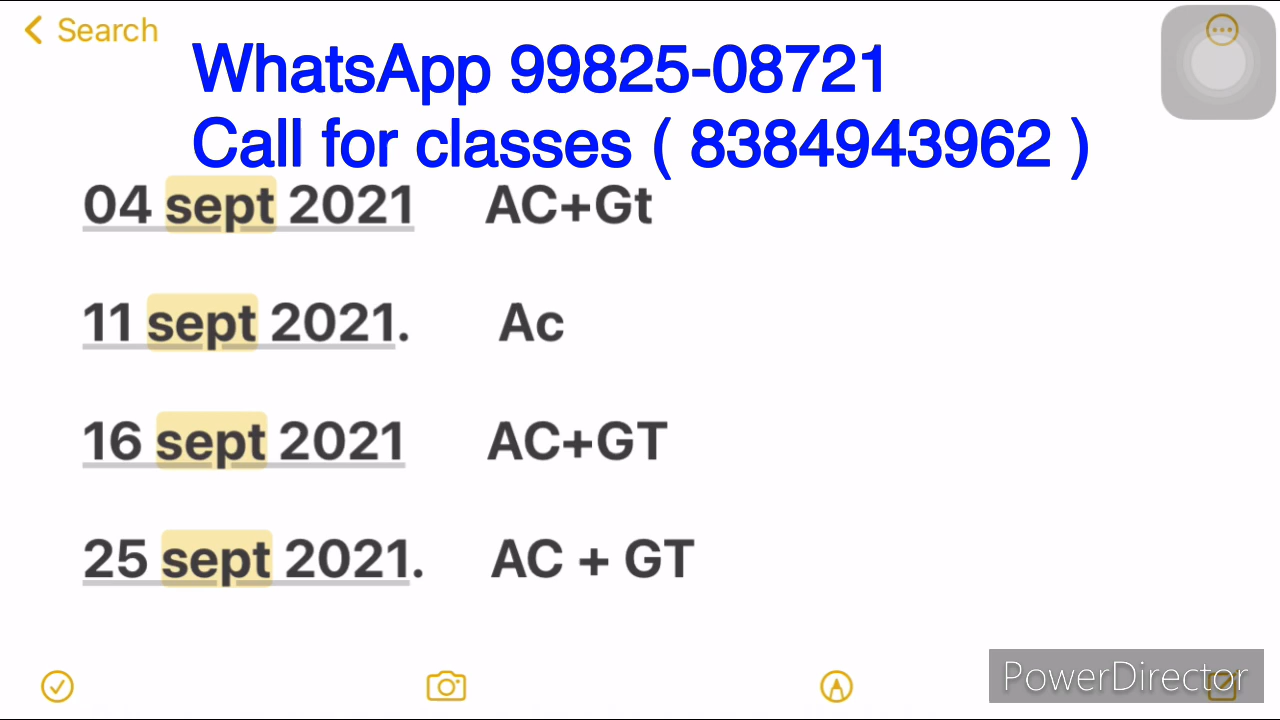 Search
WhatsApp 99825-08721
Call for classes ( 8384943962 )
04 sept 2021 AC+Gt
11 sept 2021. Ac
16 sept 2021 AC+GT
25 sept 2021. AC + GT
PowerDirector